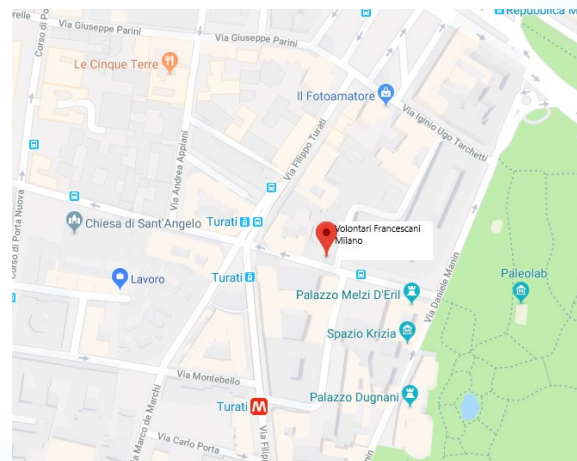 Repubblica M
Via Giuseppe Parini
Via Giuseppe Parini
Corso di P
Le Cinque Terre
Il Fotoamatore
Via Iginio Ugo Tarchetti
Via Filippo Turati
Via Andrea Appiani
Corso di Porta Nuova
Chiesa di Sant'Angelo
Turati
Volontari Francescani
Milano
Turati
Lavoro
Via Daniele Manin
Paleolab
Palazzo Melzi D'Eril
Spazio Krizia
Via Montebello
Palazzo Dugnani
Turati M
Via Marco de Marchi
Via Carlo Porta
Via Fili